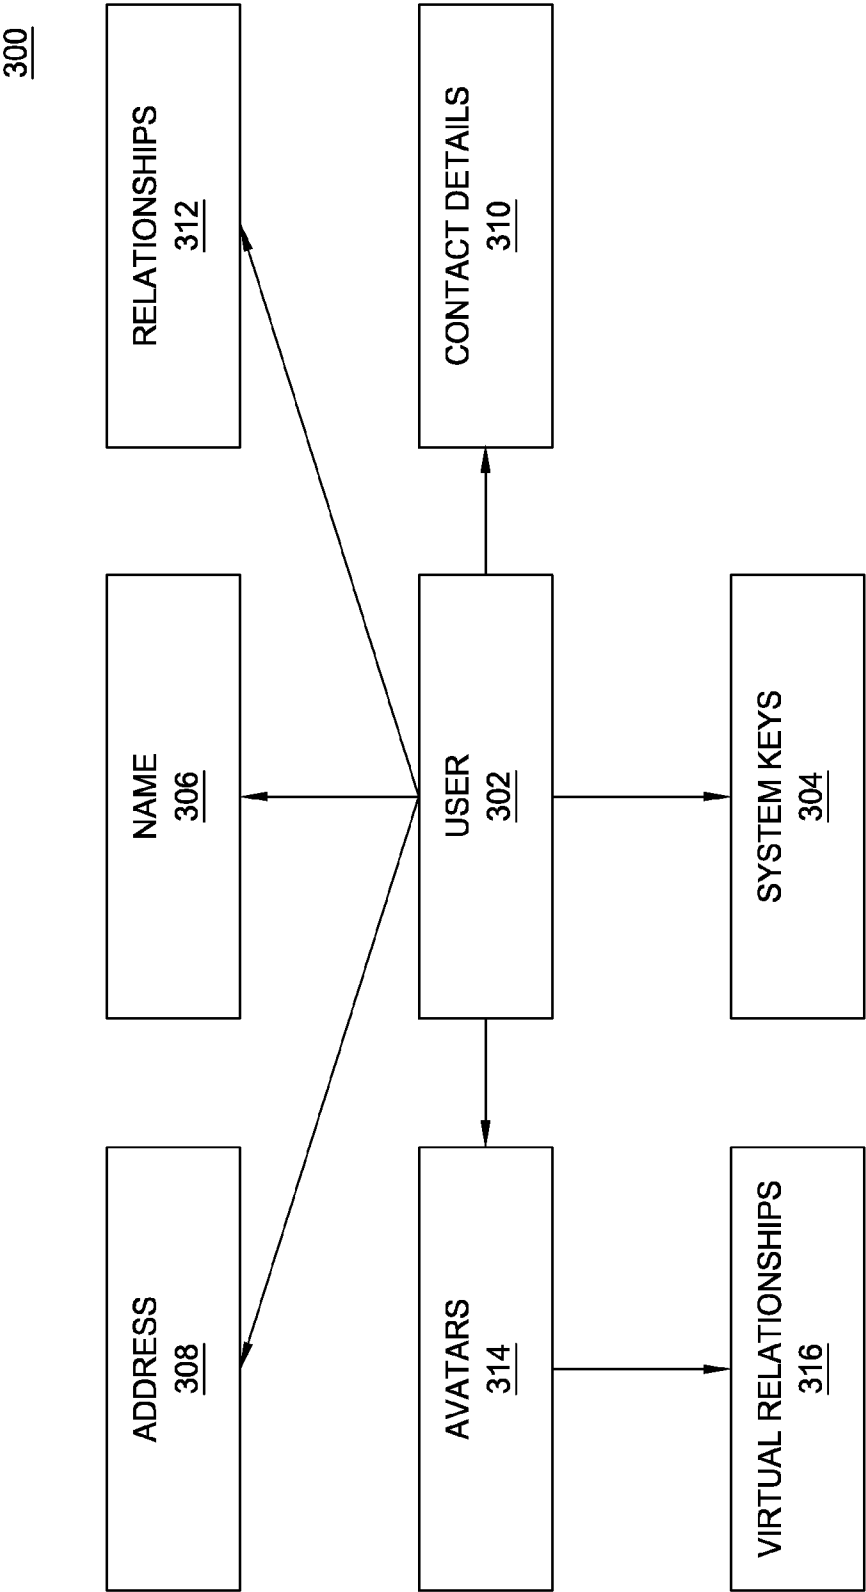 300
ADDRESS
308
NAME
306
RELATIONSHIPS
312
AVATARS
314
USER
302
CONTACT DETAILS
310
VIRTUAL RELATIONSHIPS
316
SYSTEM KEYS
304